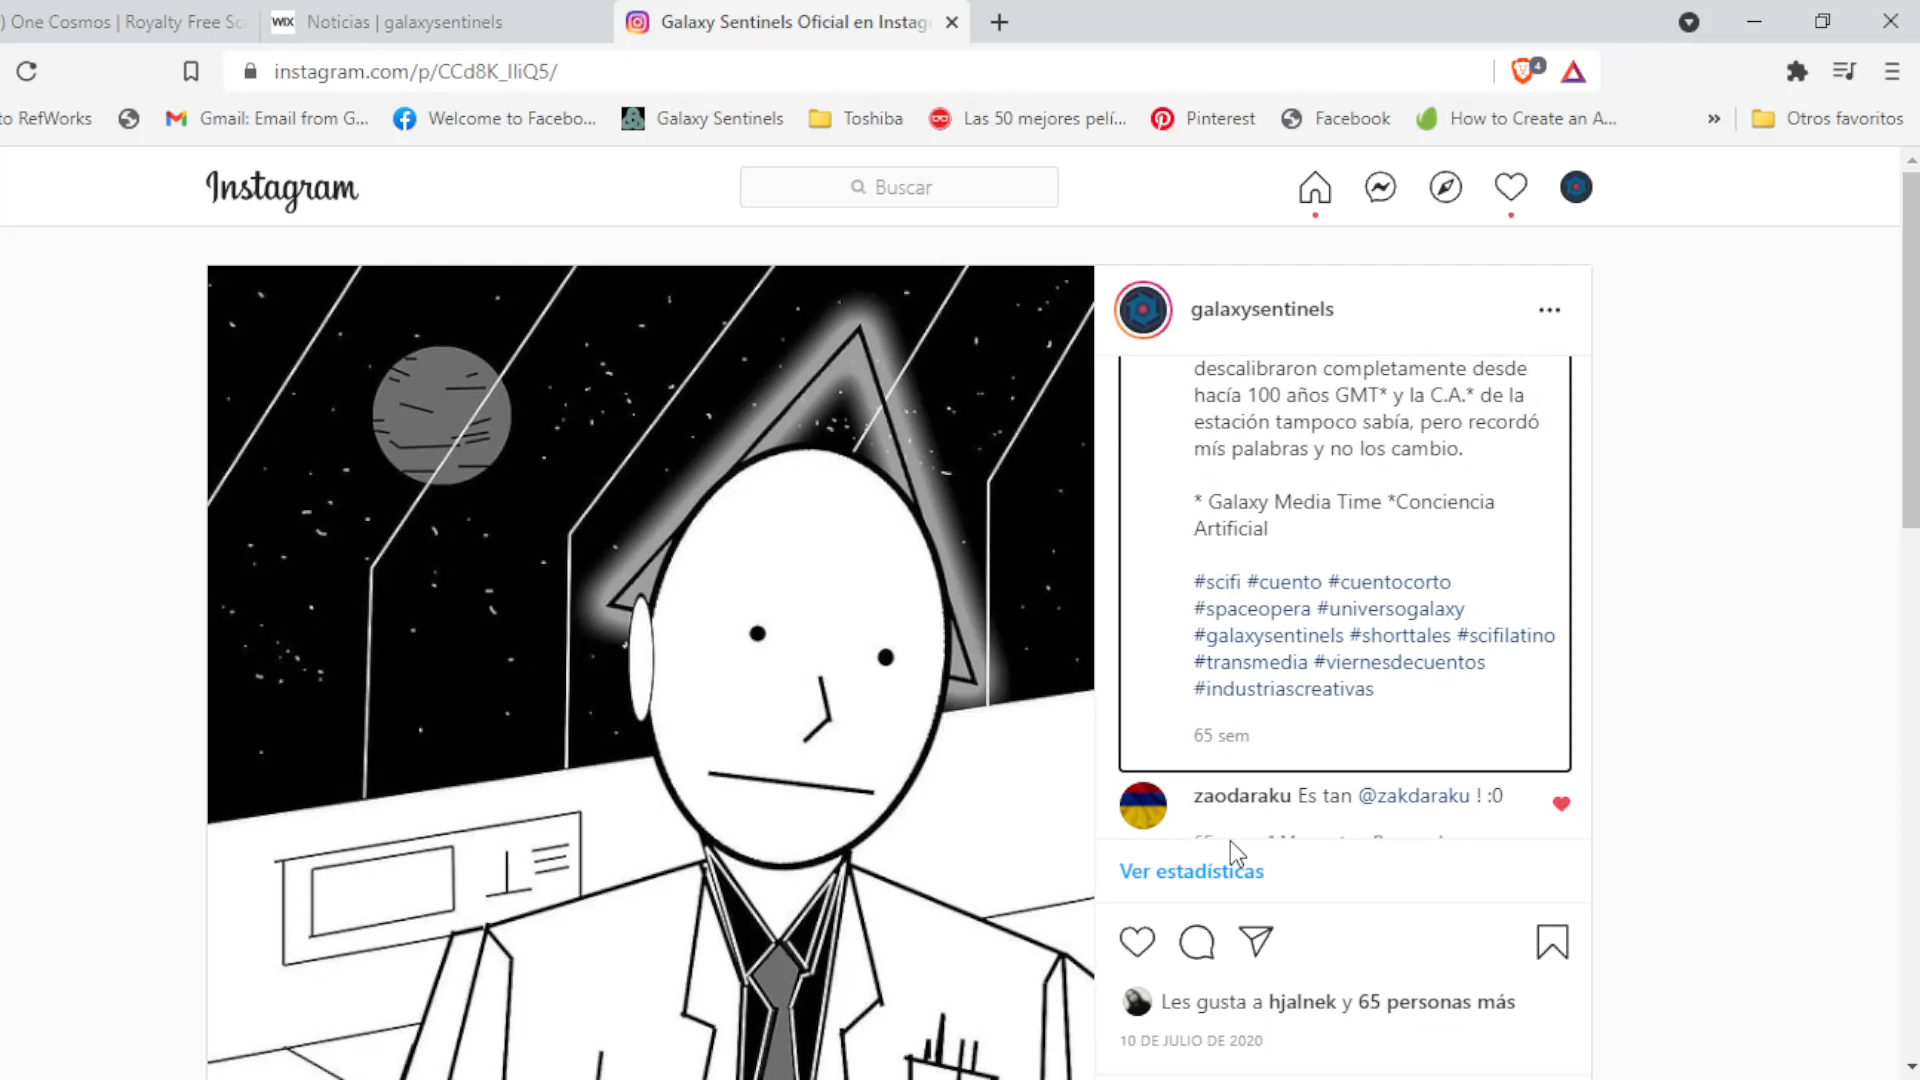 ) One Cosmos | Royalty Free Sc
WIX Noticias | galaxysentinels
Galaxy Sentinels Oficial en Instag
instagram.com/p/CCd8K_lliQ5/
4
to RefWorks
Gmail: Email from G...
Welcome to Facebo...
Galaxy Sentinels
Toshiba
Las 50 mejores pelí...
Pinterest
Facebook
How to Create an A...
»
Otros favoritos
Instagram
Buscar
galaxysentinels
descalibraron completamente desde
hacía 100 años GMT* y la C.A.* de la
estación tampoco sabía, pero recordó
mís palabras y no los cambio.
* Galaxy Media Time *Conciencia
Artificial
#scifi #cuento #cuentocorto
#spaceopera #universogalaxy
#galaxysentinels #shorttales #scifilatino
#transmedia #viernesdecuentos
#industriascreativas
65 sem
zaodaraku Es tan @zakdaraku ! :0
Ver estadísticas
Les gusta a hjalnek y 65 personas más
10 DE JULIO DE 2020